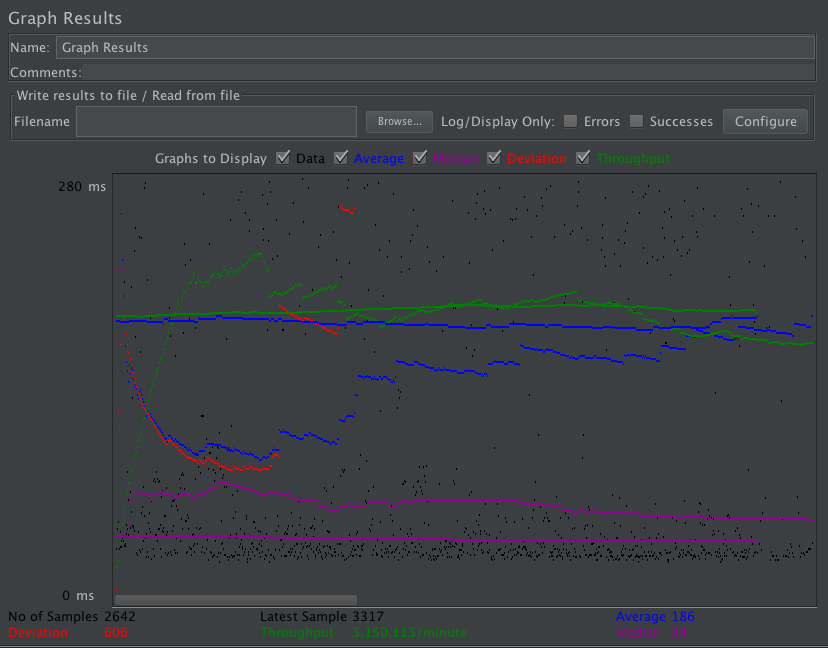 Graph Results
Name: Graph Results
Comments:
Write results to file / Read from file
Filename Browse... Log/Display Only: Errors Successes Configure
Graphs to Display Data Average Median Deviation Throughput
280 ms
0 ms
No of Samples 2642 Latest Sample 3317 Average 186
Deviation 606 Throughput 3,150.113/minute Median 34